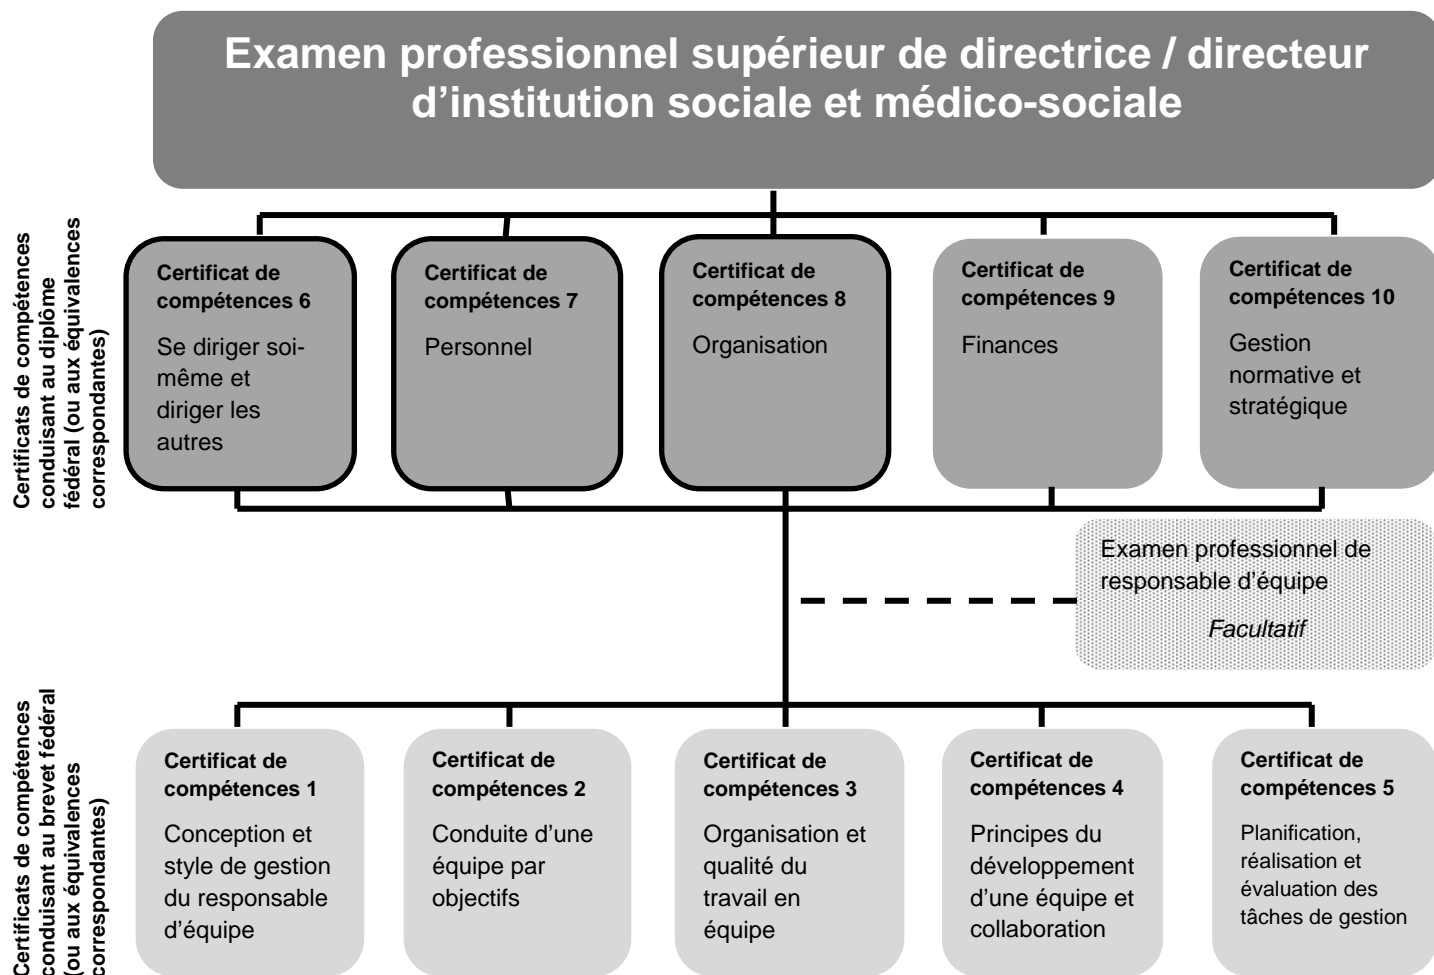 Examen professionnel supérieur de directrice / directeur
d’institution sociale et médico-sociale
Certificats de compétences
conduisant au diplôme
fédéral (ou aux équivalences
correspondantes)
Certificat de
compétences 6
Se diriger soi-
même et
diriger les
autres
Certificat de
compétences 7
Personnel
Certificat de
compétences 8
Organisation
Certificat de
compétences 9
Finances
Certificat de
compétences 10
Gestion
normative et
stratégique
Examen professionnel de
responsable d’équipe
Facultatif
Certificats de compétences
conduisant au brevet fédéral
(ou aux équivalences
correspondantes)
Certificat de
compétences 1
Conception et
style de gestion
du responsable
d’équipe
Certificat de
compétences 2
Conduite d’une
équipe par
objectifs
Certificat de
compétences 3
Organisation et
qualité du
travail en
équipe
Certificat de
compétences 4
Principes du
développement
d’une équipe et
collaboration
Certificat de
compétences 5
Planification,
réalisation et
évaluation des
tâches de gestion